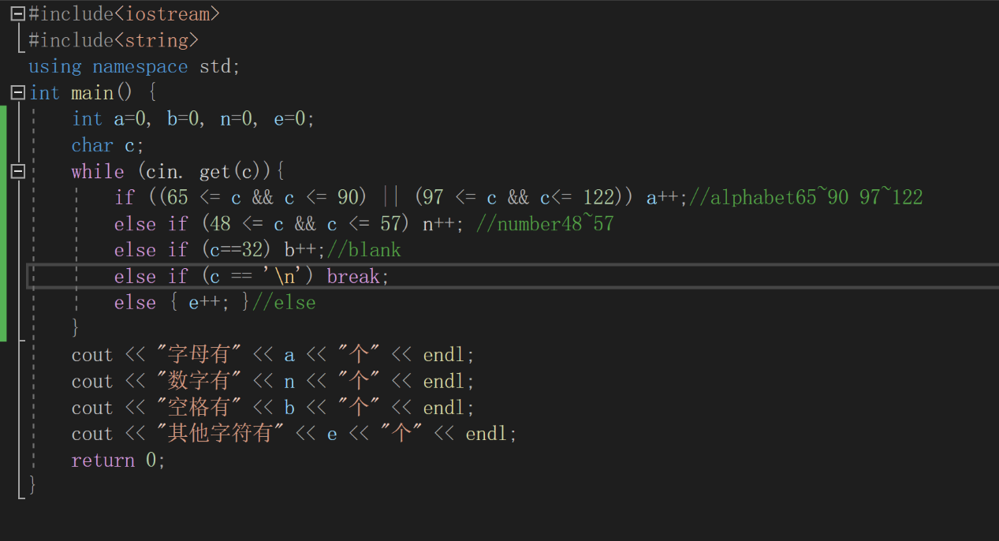 #include<iostream>
#include<string>
using namespace std;
int main() {
    int a=0, b=0, n=0, e=0;
    char c;
    while (cin. get(c)){
        if ((65 <= c && c <= 90) || (97 <= c && c<= 122)) a++;//alphabet65~90 97~122
        else if (48 <= c && c <= 57) n++; //number48~57
        else if (c==32) b++;//blank
        else if (c == '\n') break;
        else { e++; }//else
    }
    cout << "字母有" << a << "个" << endl;
    cout << "数字有" << n << "个" << endl;
    cout << "空格有" << b << "个" << endl;
    cout << "其他字符有" << e << "个" << endl;
    return 0;
}